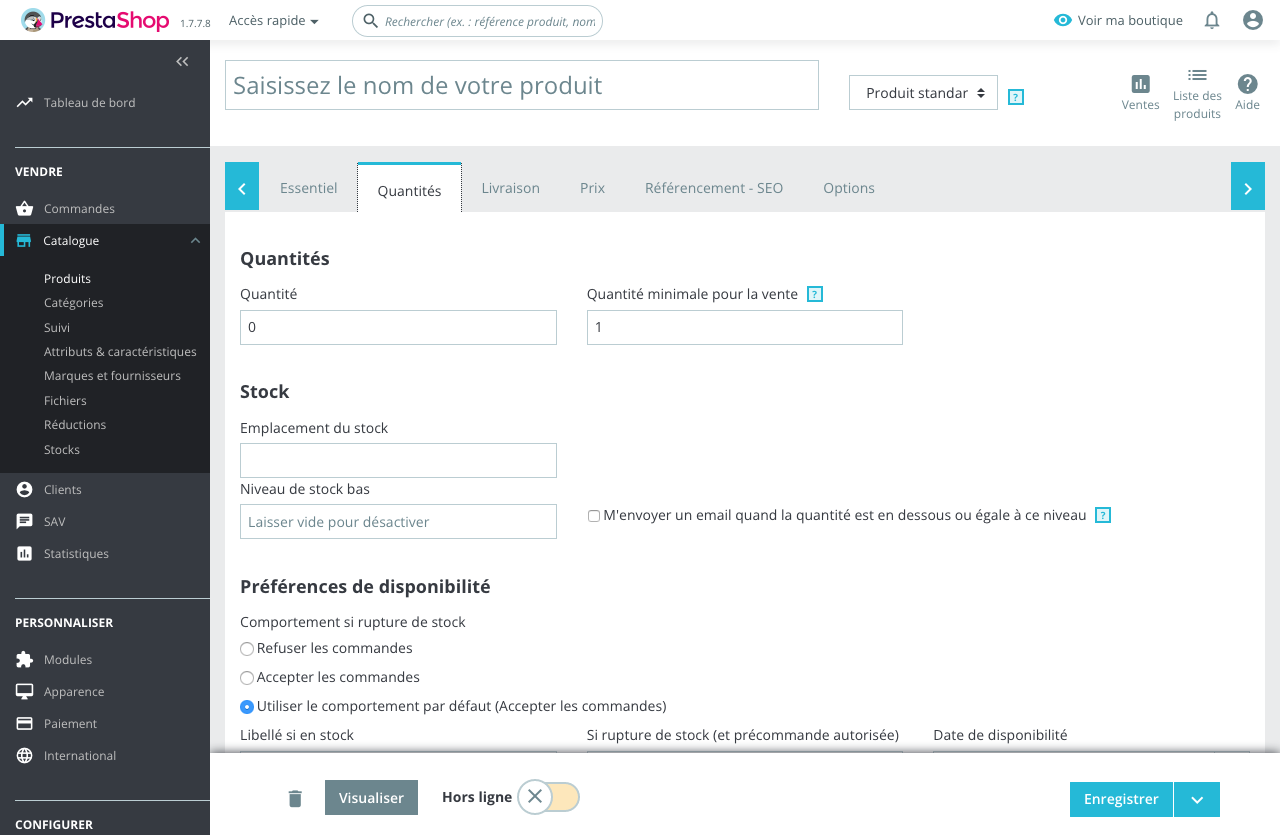 PrestaShop 1.7.7.8 Accès rapide Rechercher (ex. : référence produit, nom Voir ma boutique
Tableau de bord
VENDRE
Commandes
Catalogue
Produits
Catégories
Suivi
Attributs & caractéristiques
Marques et fournisseurs
Fichiers
Réductions
Stocks
Clients
SAV
Statistiques
PERSONNALISER
Modules
Apparence
Paiement
International
CONFIGURER
Saisissez le nom de votre produit
Produit standar ?
Ventes
Liste des
produits
Aide
Essentiel Quantités Livraison Prix Référencement - SEO Options
Quantités
Quantité Quantité minimale pour la vente ?
0 1
Stock
Emplacement du stock
Niveau de stock bas
Laisser vide pour désactiver M'envoyer un email quand la quantité est en dessous ou égale à ce niveau ?
Préférences de disponibilité
Comportement si rupture de stock
Refuser les commandes
Accepter les commandes
Utiliser le comportement par défaut (Accepter les commandes)
Libellé si en stock Si rupture de stock (et précommande autorisée) Date de disponibilité
Visualiser Hors ligne Enregistrer